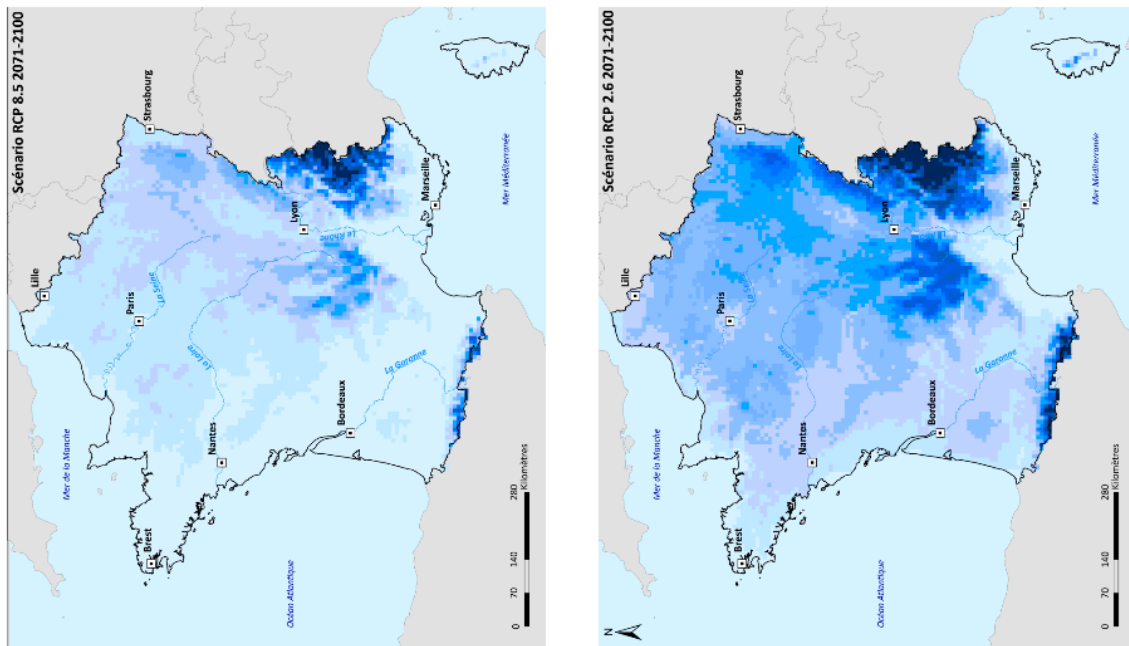 Scénario RCP 8.5 2071-2100
Lille
Strasbourg
Mer de la Manche
Paris
La Seine
Brest
La Loire
Nantes
Lyon
Océan Atlantique
Bordeaux
La Garonne
Le Rhône
Marseille
Mer Méditerranée
0 70 140 280
Kilomètres
Scénario RCP 2.6 2071-2100
Lille
Strasbourg
Mer de la Manche
Paris
Brest
La Loire
Nantes
Lyon
Océan Atlantique
Bordeaux
La Garonne
Le Rhône
Marseille
Mer Méditerranée
N
0 70 140 280
Kilomètres